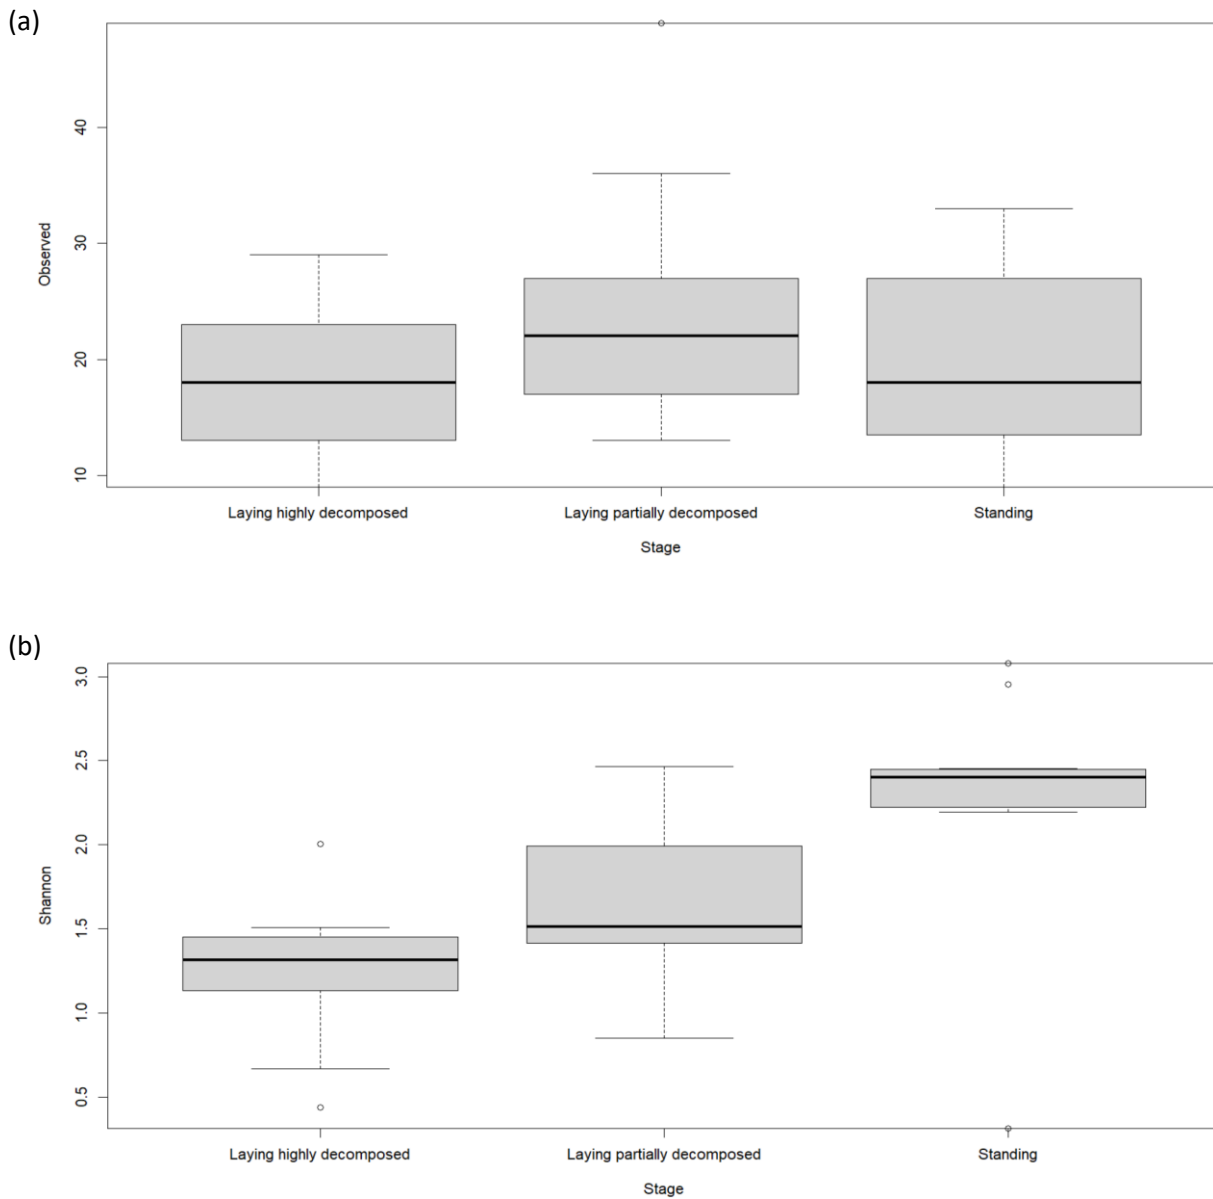 (a)
40
30
20
10
Observed
Laying highly decomposed Laying partially decomposed Standing
Stage
(b)
3.0
2.5
2.0
1.5
1.0
0.5
Shannon
Laying highly decomposed Laying partially decomposed Standing
Stage